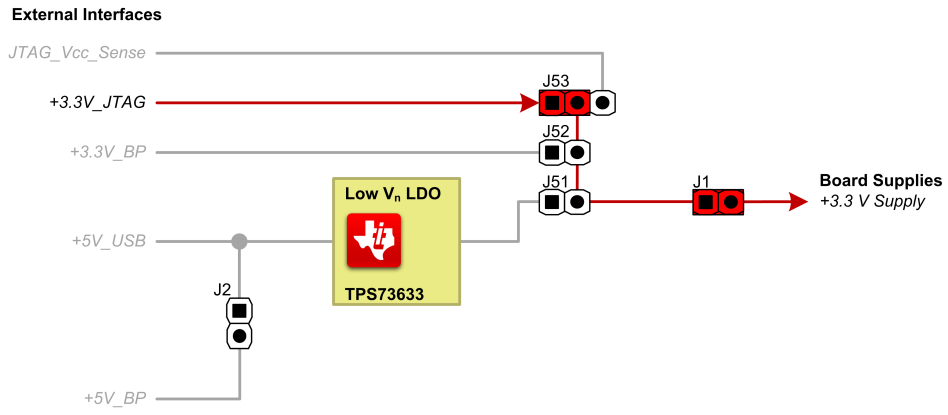 External Interfaces
JTAG_Vcc_Sense
J53
+3.3V_JTAG
J52
+3.3V_BP
J51
J1
Board Supplies
+3.3 V Supply
Low Vn LDO
+5V_USB
TPS73633
J2
+5V_BP